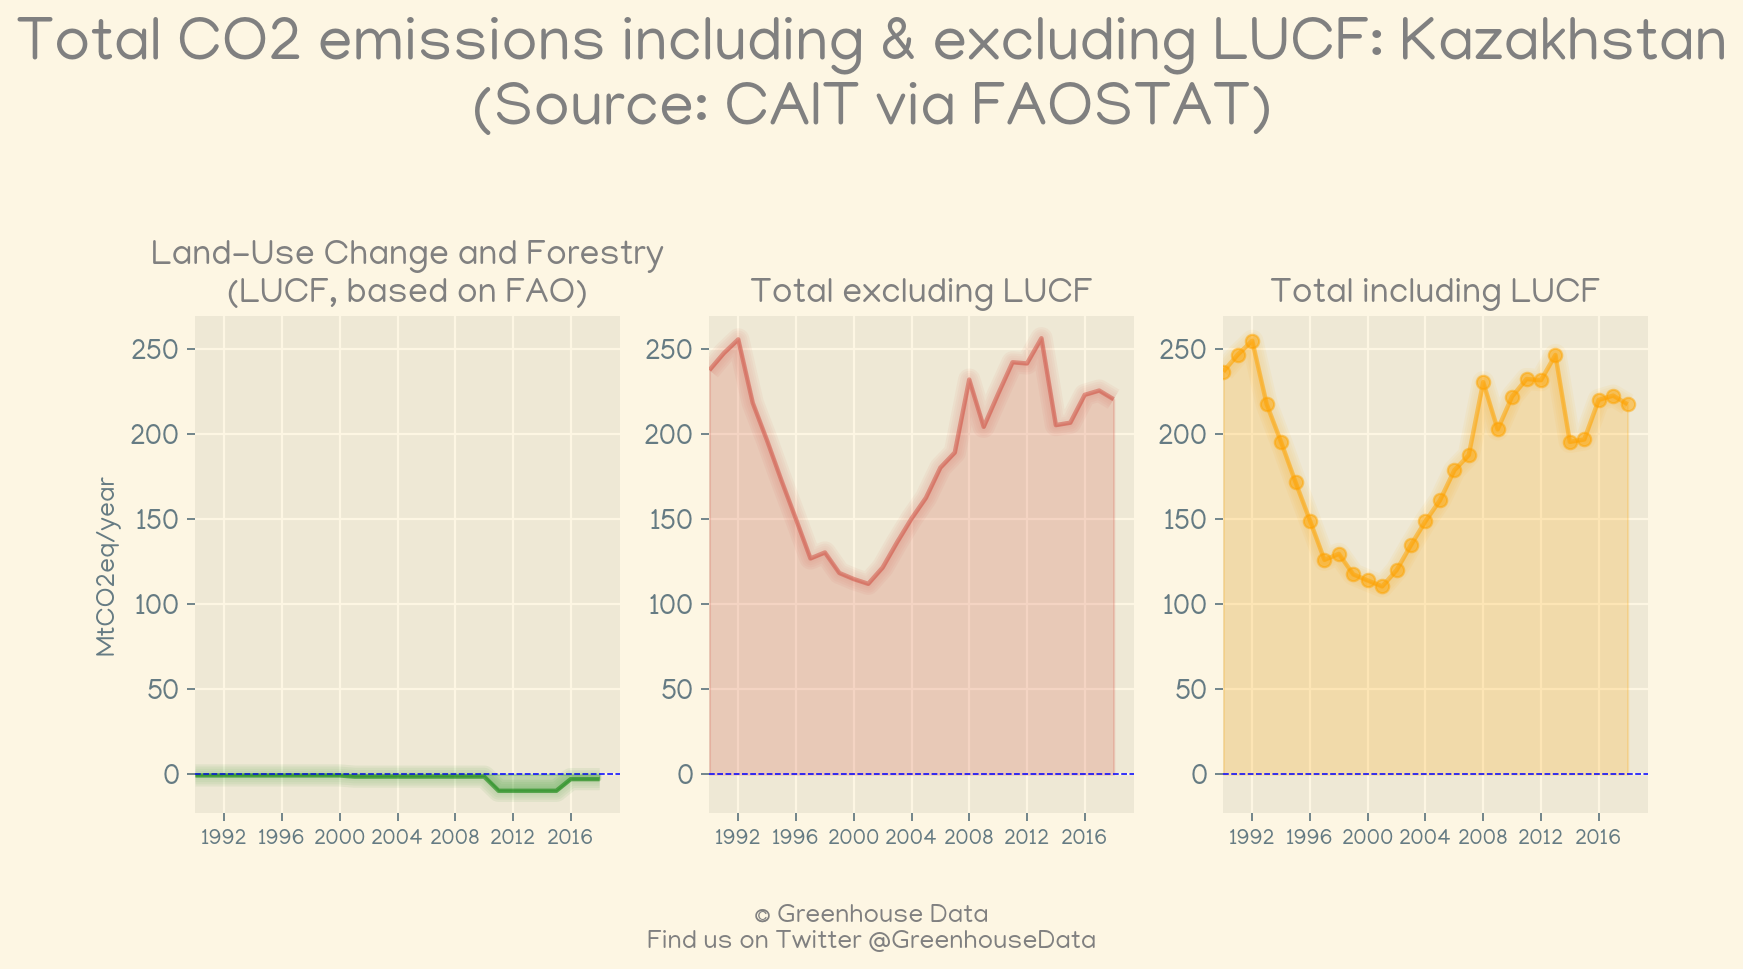 Total CO2 emissions including & excluding LUCF: Kazakhstan
(Source: CAIT via FAOSTAT)
Land-Use Change and Forestry
(LUCF, based on FAO)
Total excluding LUCF
Total including LUCF
MtCO2eq/year
250
200
150
100
50
0
1992 1996 2000 2004 2008 2012 2016
250
200
150
100
50
0
1992 1996 2000 2004 2008 2012 2016
250
200
150
100
50
0
1992 1996 2000 2004 2008 2012 2016
© Greenhouse Data
Find us on Twitter @GreenhouseData